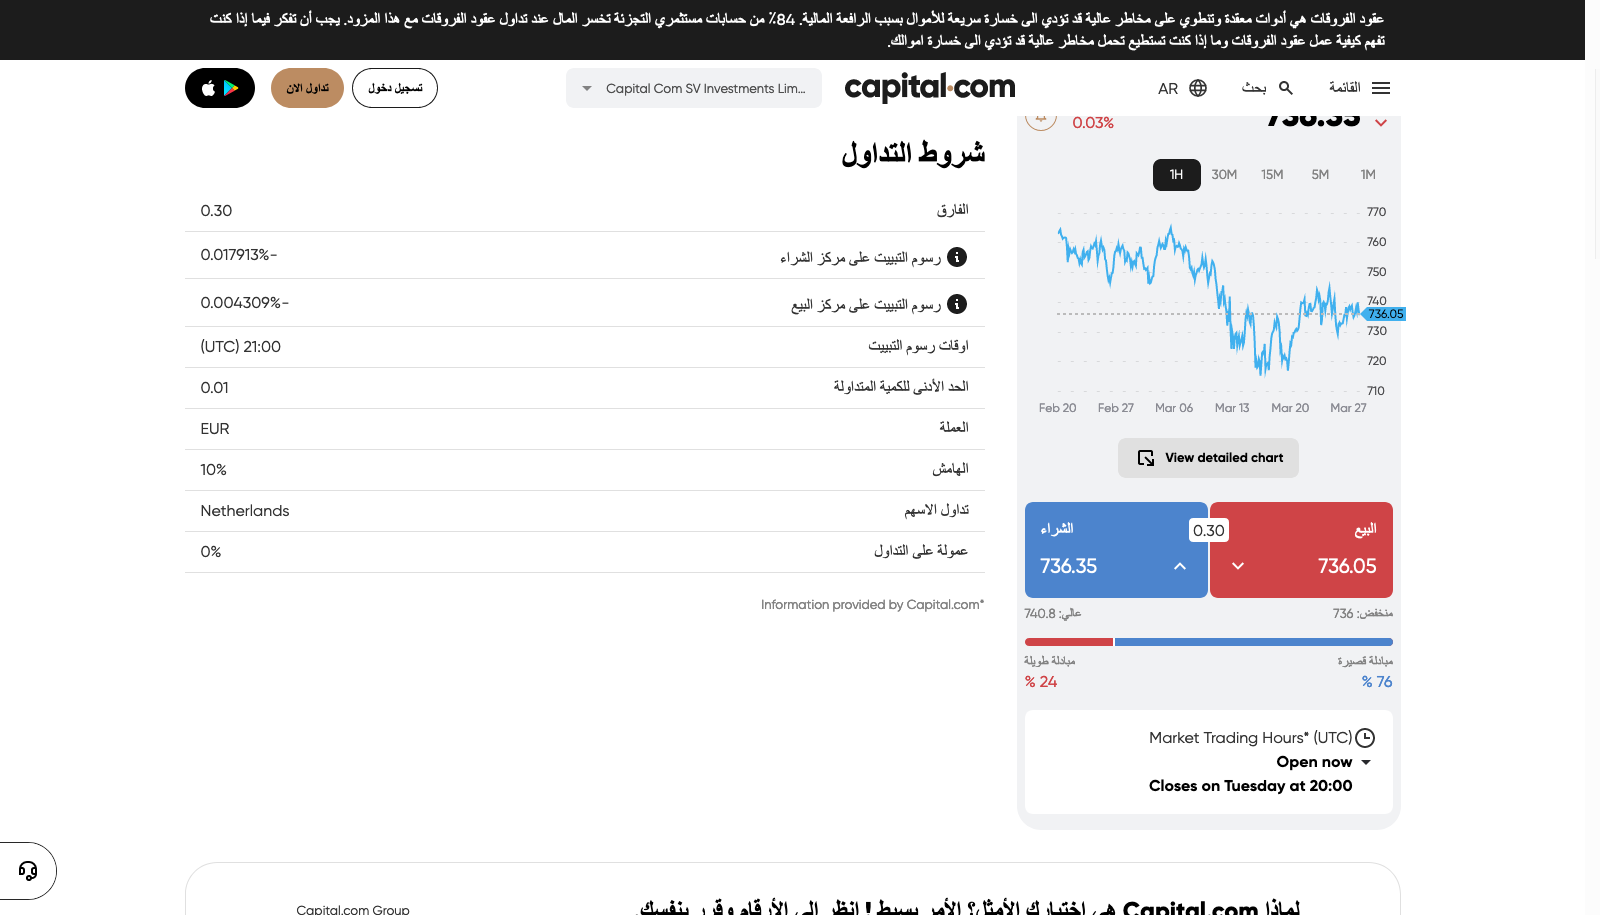 عقود الفروقات هي أدوات معقدة وتنطوي على مخاطر عالية قد تؤدي الى خسارة سريعة للأموال بسبب الرافعة المالية. 84٪ من حسابات مستثمري التجزئة تخسر المال عند تداول عقود الفروقات مع هذا المزود. يجب أن تفكر فيما إذا كنت
تفهم كيفية عمل عقود الفروقات وما إذا كنت تستطيع تحمل مخاطر عالية قد تؤدي الى خسارة اموالك.
القائمة
بحث
AR
capital.com
Capital Com SV Investments Lim...
تسجيل دخول
تداول الان
736.35
0.03%
1H 30M 15M 5M 1M
770
760
750
740
736.05
730
720
710
Feb 20 Feb 27 Mar 06 Mar 13 Mar 20 Mar 27
View detailed chart
البيع
736.05
0.30
الشراء
736.35
منخفض: 736
عالي: 740.8
مبادلة قصيرة
مبادلة طويلة
% 76
% 24
Market Trading Hours* (UTC)
Open now
Closes on Tuesday at 20:00
شروط التداول
الفارق 0.30
رسوم التبييت على مركز الشراء 0.017913%-
رسوم التبييت على مركز البيع 0.004309%-
اوقات رسوم التبييت 21:00 (UTC)
الحد الأدنى للكمية المتداولة 0.01
العملة EUR
الهامش 10%
تداول الاسهم Netherlands
عمولة على التداول 0%
Information provided by Capital.com*
لماذا Capital.com هي اختيارك الأمثل؟ الأمر بسيط ! انظر الى الأرقام وقرر بنفسك.
Capital.com Group